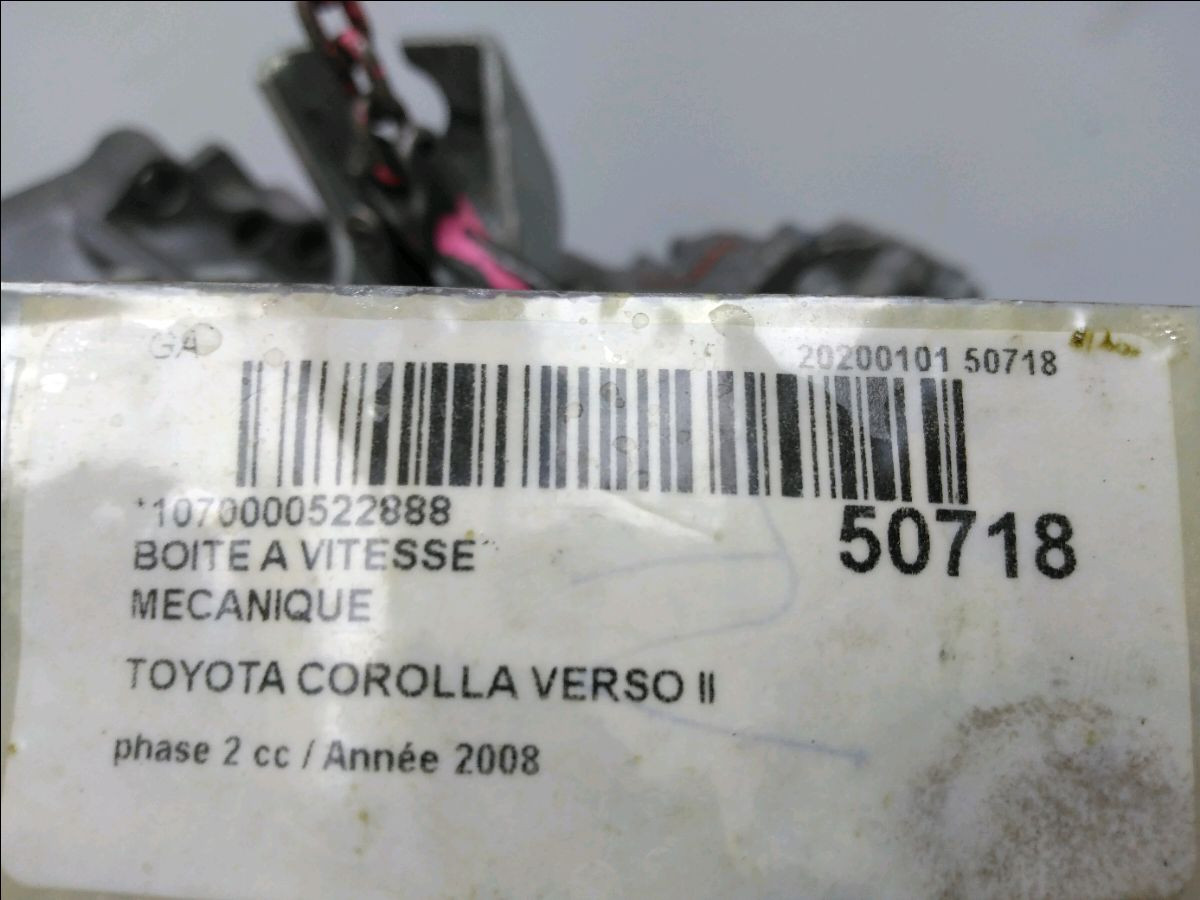 GA
20200101 50718
*1070000522888
50718
BOITE A VITESSE
MECANIQUE
TOYOTA COROLLA VERSO II
phase 2 cc / Année 2008